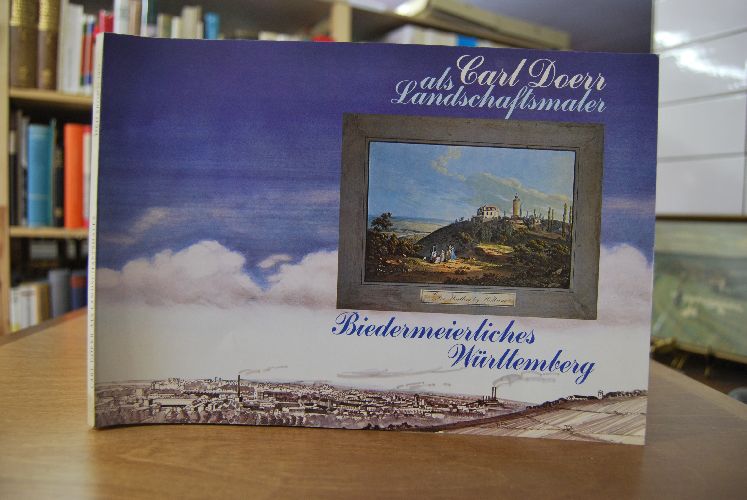 Carl Doerr
als
Landschaftsmaler
Biedermeierliches
Württemberg